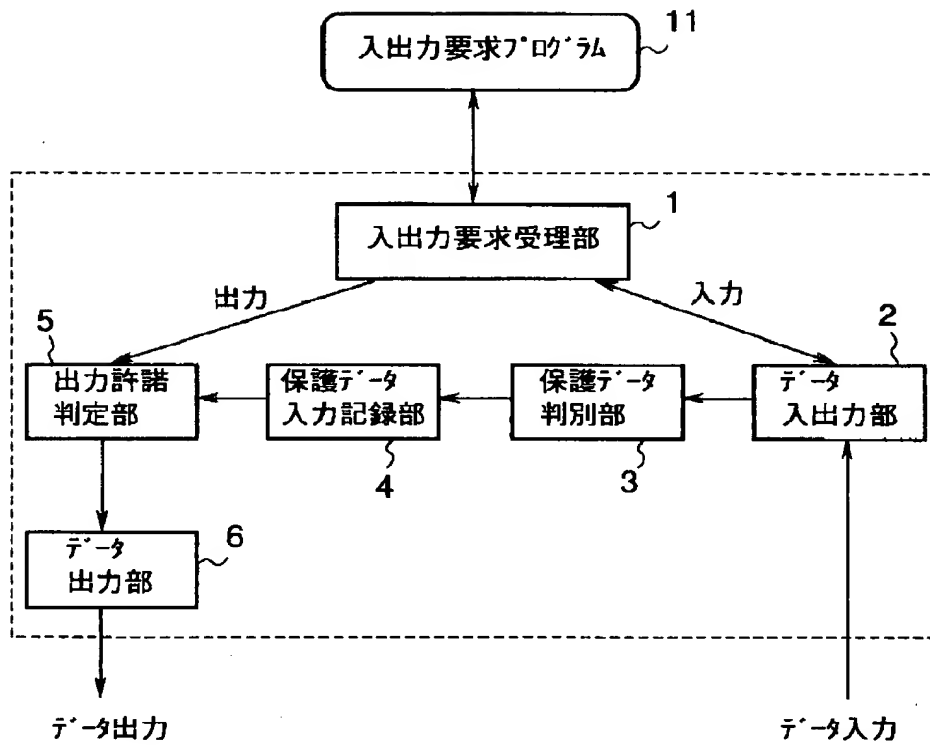 入出力要求プログラム
11
1
入出力要求受理部
出力
入力
5
出力許諾
判定部
保護データ
入力記録部
4
保護データ
判別部
3
2
データ
入出力部
6
データ
出力部
データ出力
データ入力